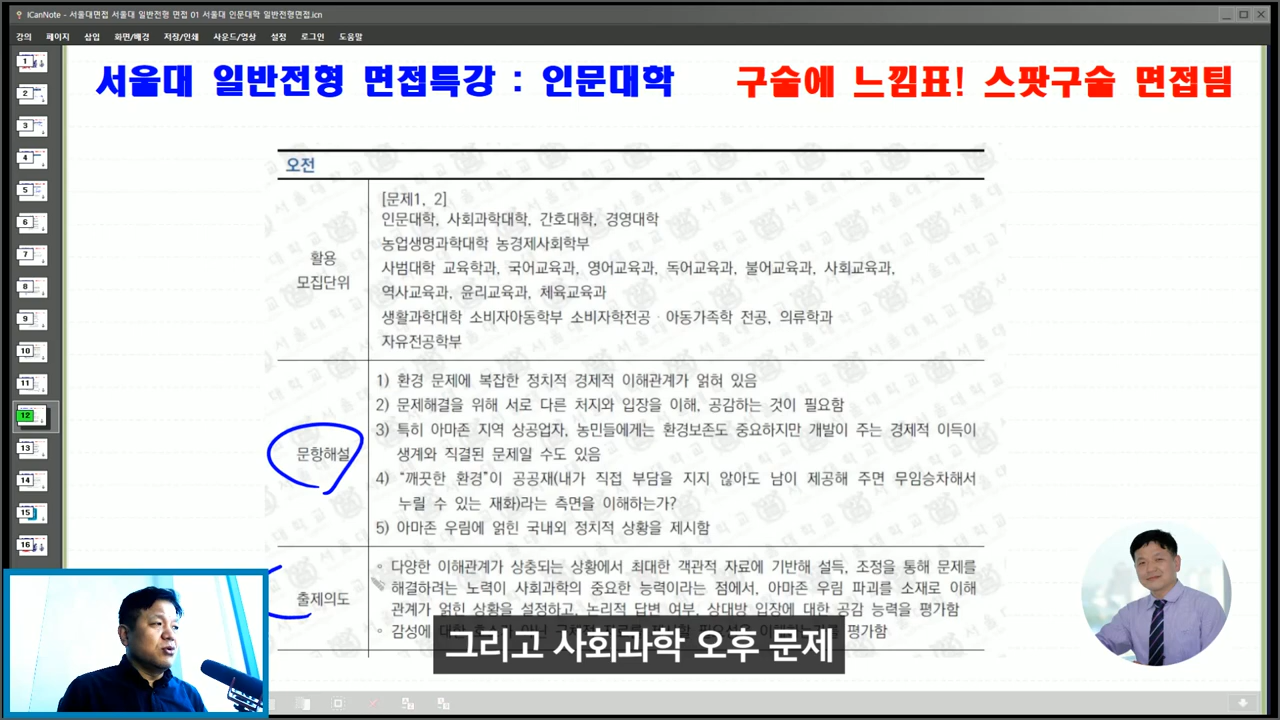 ICanNote - 서울대면접 서울대 일반전형 면접 01 서울대 인문대학 일반전형면접.icn
강의 페이지 삽입 화면/배경 저장/인쇄 사운드/영상 설정 로그인 도움말
서울대 일반전형 면접특강 : 인문대학 구술에 느낌표! 스팟구술 면접팀
1
2
3
4
5
6
7
8
9
10
11
12
13
14
15
16
오전
활용
모집단위
[문제1, 2]
인문대학, 사회과학대학, 간호대학, 경영대학
농업생명과학대학 농경제사회학부
사범대학 교육학과, 국어교육과, 영어교육과, 독어교육과, 불어교육과, 사회교육과,
역사교육과, 윤리교육과, 체육교육과
생활과학대학 소비자아동학부 소비자학전공 · 아동가족학 전공, 의류학과
자유전공학부
문항해설
1) 환경 문제에 복잡한 정치적 경제적 이해관계가 얽혀 있음
2) 문제해결을 위해 서로 다른 처지와 입장을 이해, 공감하는 것이 필요함
3) 특히 아마존 지역 상공업자, 농민들에게는 환경보존도 중요하지만 개발이 주는 경제적 이득이
생계와 직결된 문제일 수도 있음
4) "깨끗한 환경"이 공공재(내가 직접 부담을 지지 않아도 남이 제공해 주면 무임승차해서
누릴 수 있는 재화)라는 측면을 이해하는가?
5) 아마존 우림에 얽힌 국내외 정치적 상황을 제시함
출제의도
◦ 다양한 이해관계가 상충되는 상황에서 최대한 객관적 자료에 기반해 설득, 조정을 통해 문제를
해결하려는 노력이 사회과학의 중요한 능력이라는 점에서, 아마존 우림 파괴를 소재로 이해
관계가 얽힌 상황을 설정하고, 논리적 답변 여부, 상대방 입장에 대한 공감 능력을 평가함
◦ 감성에 평가함
그리고 사회과학 오후 문제